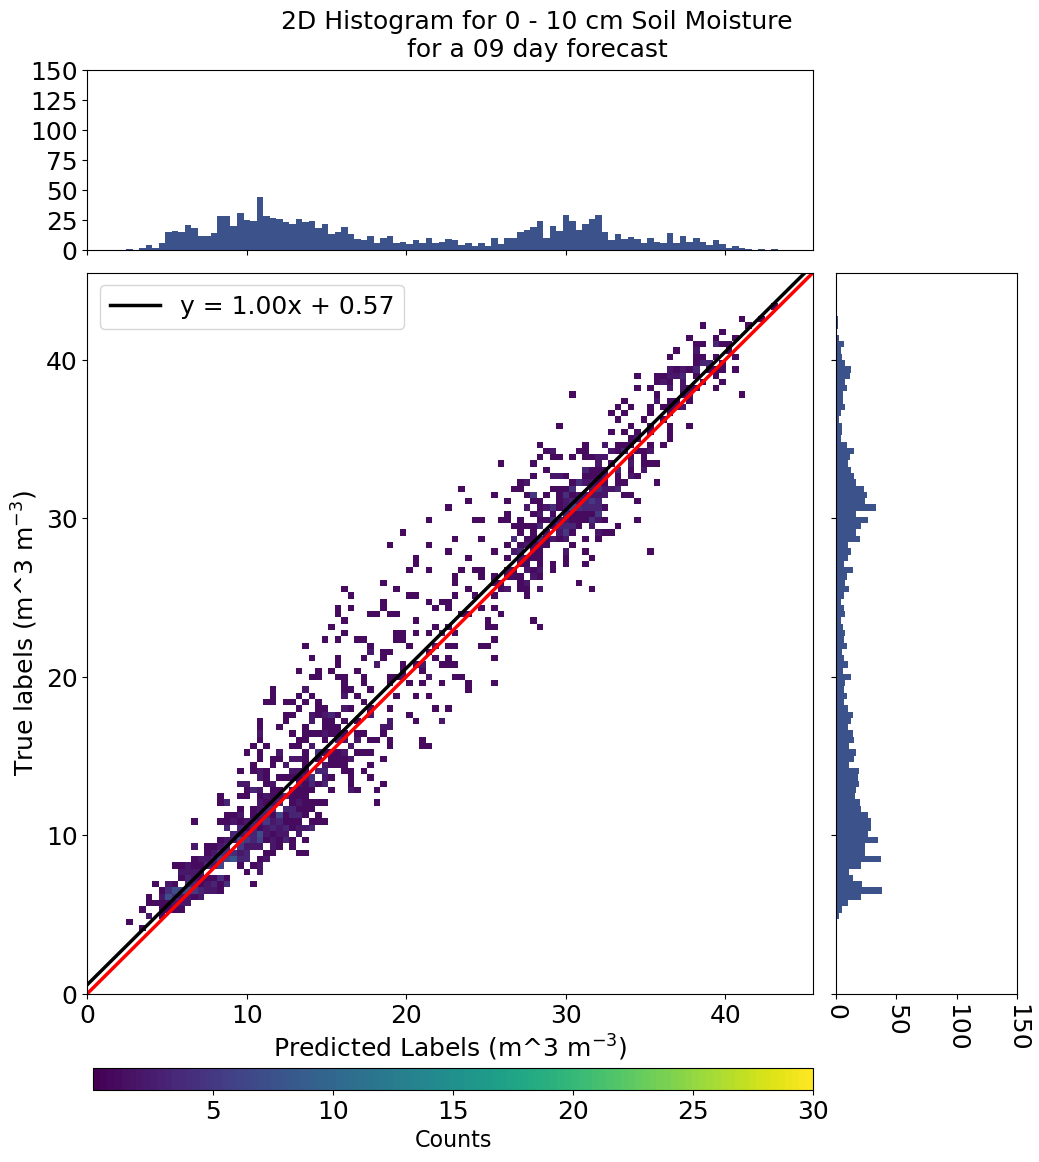 2D Histogram for 0 - 10 cm Soil Moisture
for a 09 day forecast
150
125
100
75
50
25
0
y = 1.00x + 0.57
40
30
20
10
0
True labels (m^3 m⁻³)
0 10 20 30 40
Predicted Labels (m^3 m⁻³)
0 50 100 150
5 10 15 20 25 30
Counts